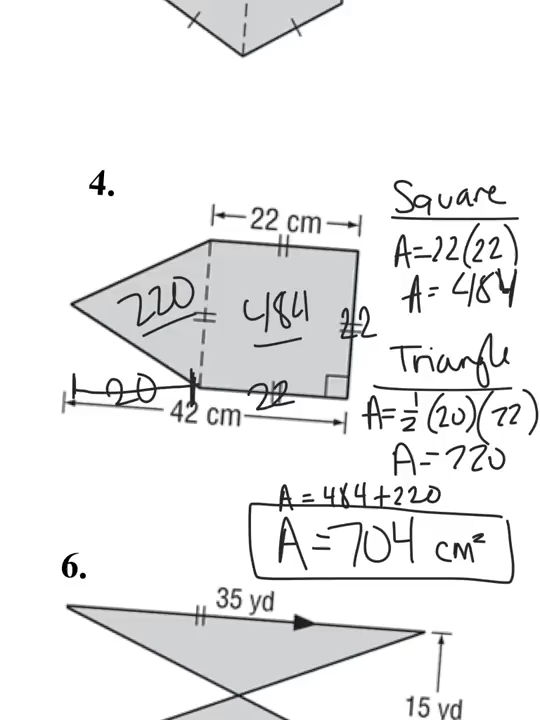 4.
22 cm
220
484
22
20
22
42 cm
Square
A=22(22)
A=484
Triangle
A=1/2(20)(22)
A=220
A=484+220
A=704 cm²
6.
35 yd
15 yd